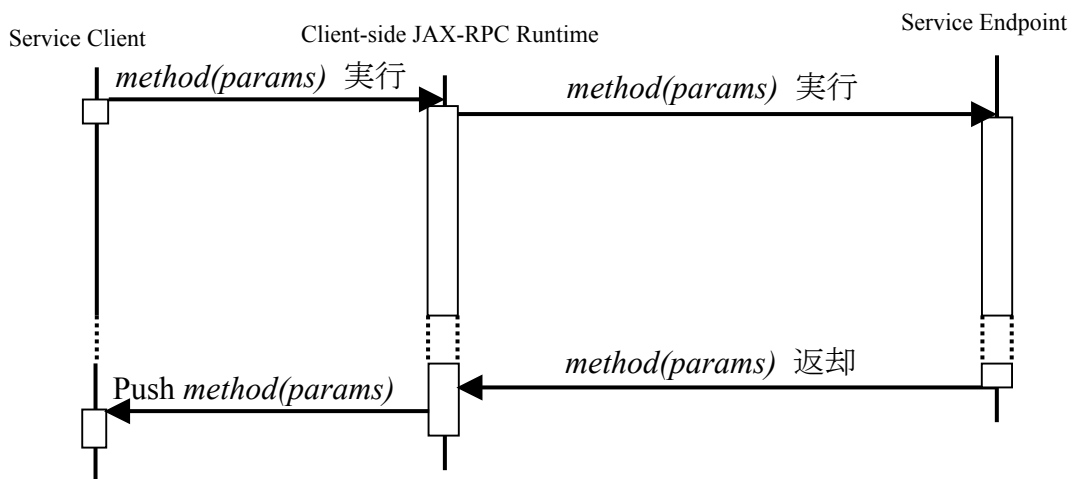 Service Client
Client-side JAX-RPC Runtime
Service Endpoint
method(params) 実行
method(params) 実行
method(params) 返却
Push method(params)